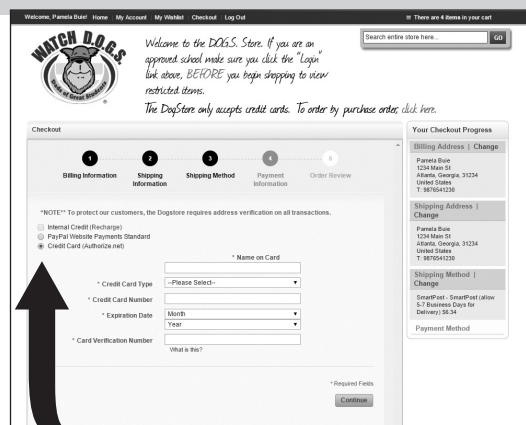 Welcome, Pamela Buie! Home My Account My Wishlist Checkout Log Out
There are 4 items in your cart
Search entire store here...
GO
WATCH D.O.G.S.
Dads of Great Students
Welcome to the D.O.G.S. Store. If you are an
approved school make sure you click the "Login"
link above, BEFORE you begin shopping to view
restricted items.
The DogStore only accepts credit cards. To order by purchase order, click here.
Checkout
1 2 3 4 5
Billing Information Shipping Information Shipping Method Payment Information Order Review
*NOTE** To protect our customers, the Dogstore requires address verification on all transactions.
Internal Credit (Recharge)
PayPal Website Payments Standard
Credit Card (Authorize.net)
* Name on Card
* Credit Card Type --Please Select--
* Credit Card Number
* Expiration Date Month
Year
* Card Verification Number
What is this?
* Required Fields
Continue
Your Checkout Progress
Billing Address | Change
Pamela Buie
1234 Main St
Atlanta, Georgia, 31234
United States
T: 9876541230
Shipping Address |
Change
Pamela Buie
1234 Main St
Atlanta, Georgia, 31234
United States
T: 9876541230
Shipping Method |
Change
SmartPost - SmartPost (allow
5-7 Business Days for
Delivery) $6.34
Payment Method